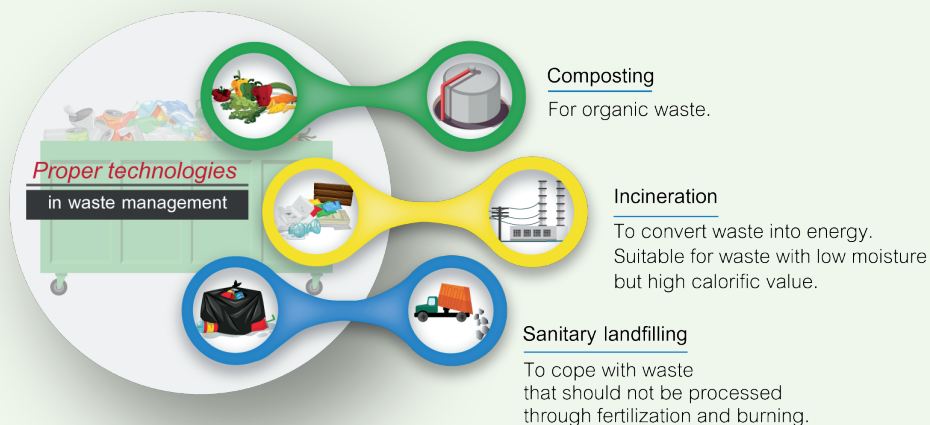 Proper technologies
in waste management
Composting
For organic waste.
Incineration
To convert waste into energy.
Suitable for waste with low moisture
but high calorific value.
Sanitary landfilling
To cope with waste
that should not be processed
through fertilization and burning.